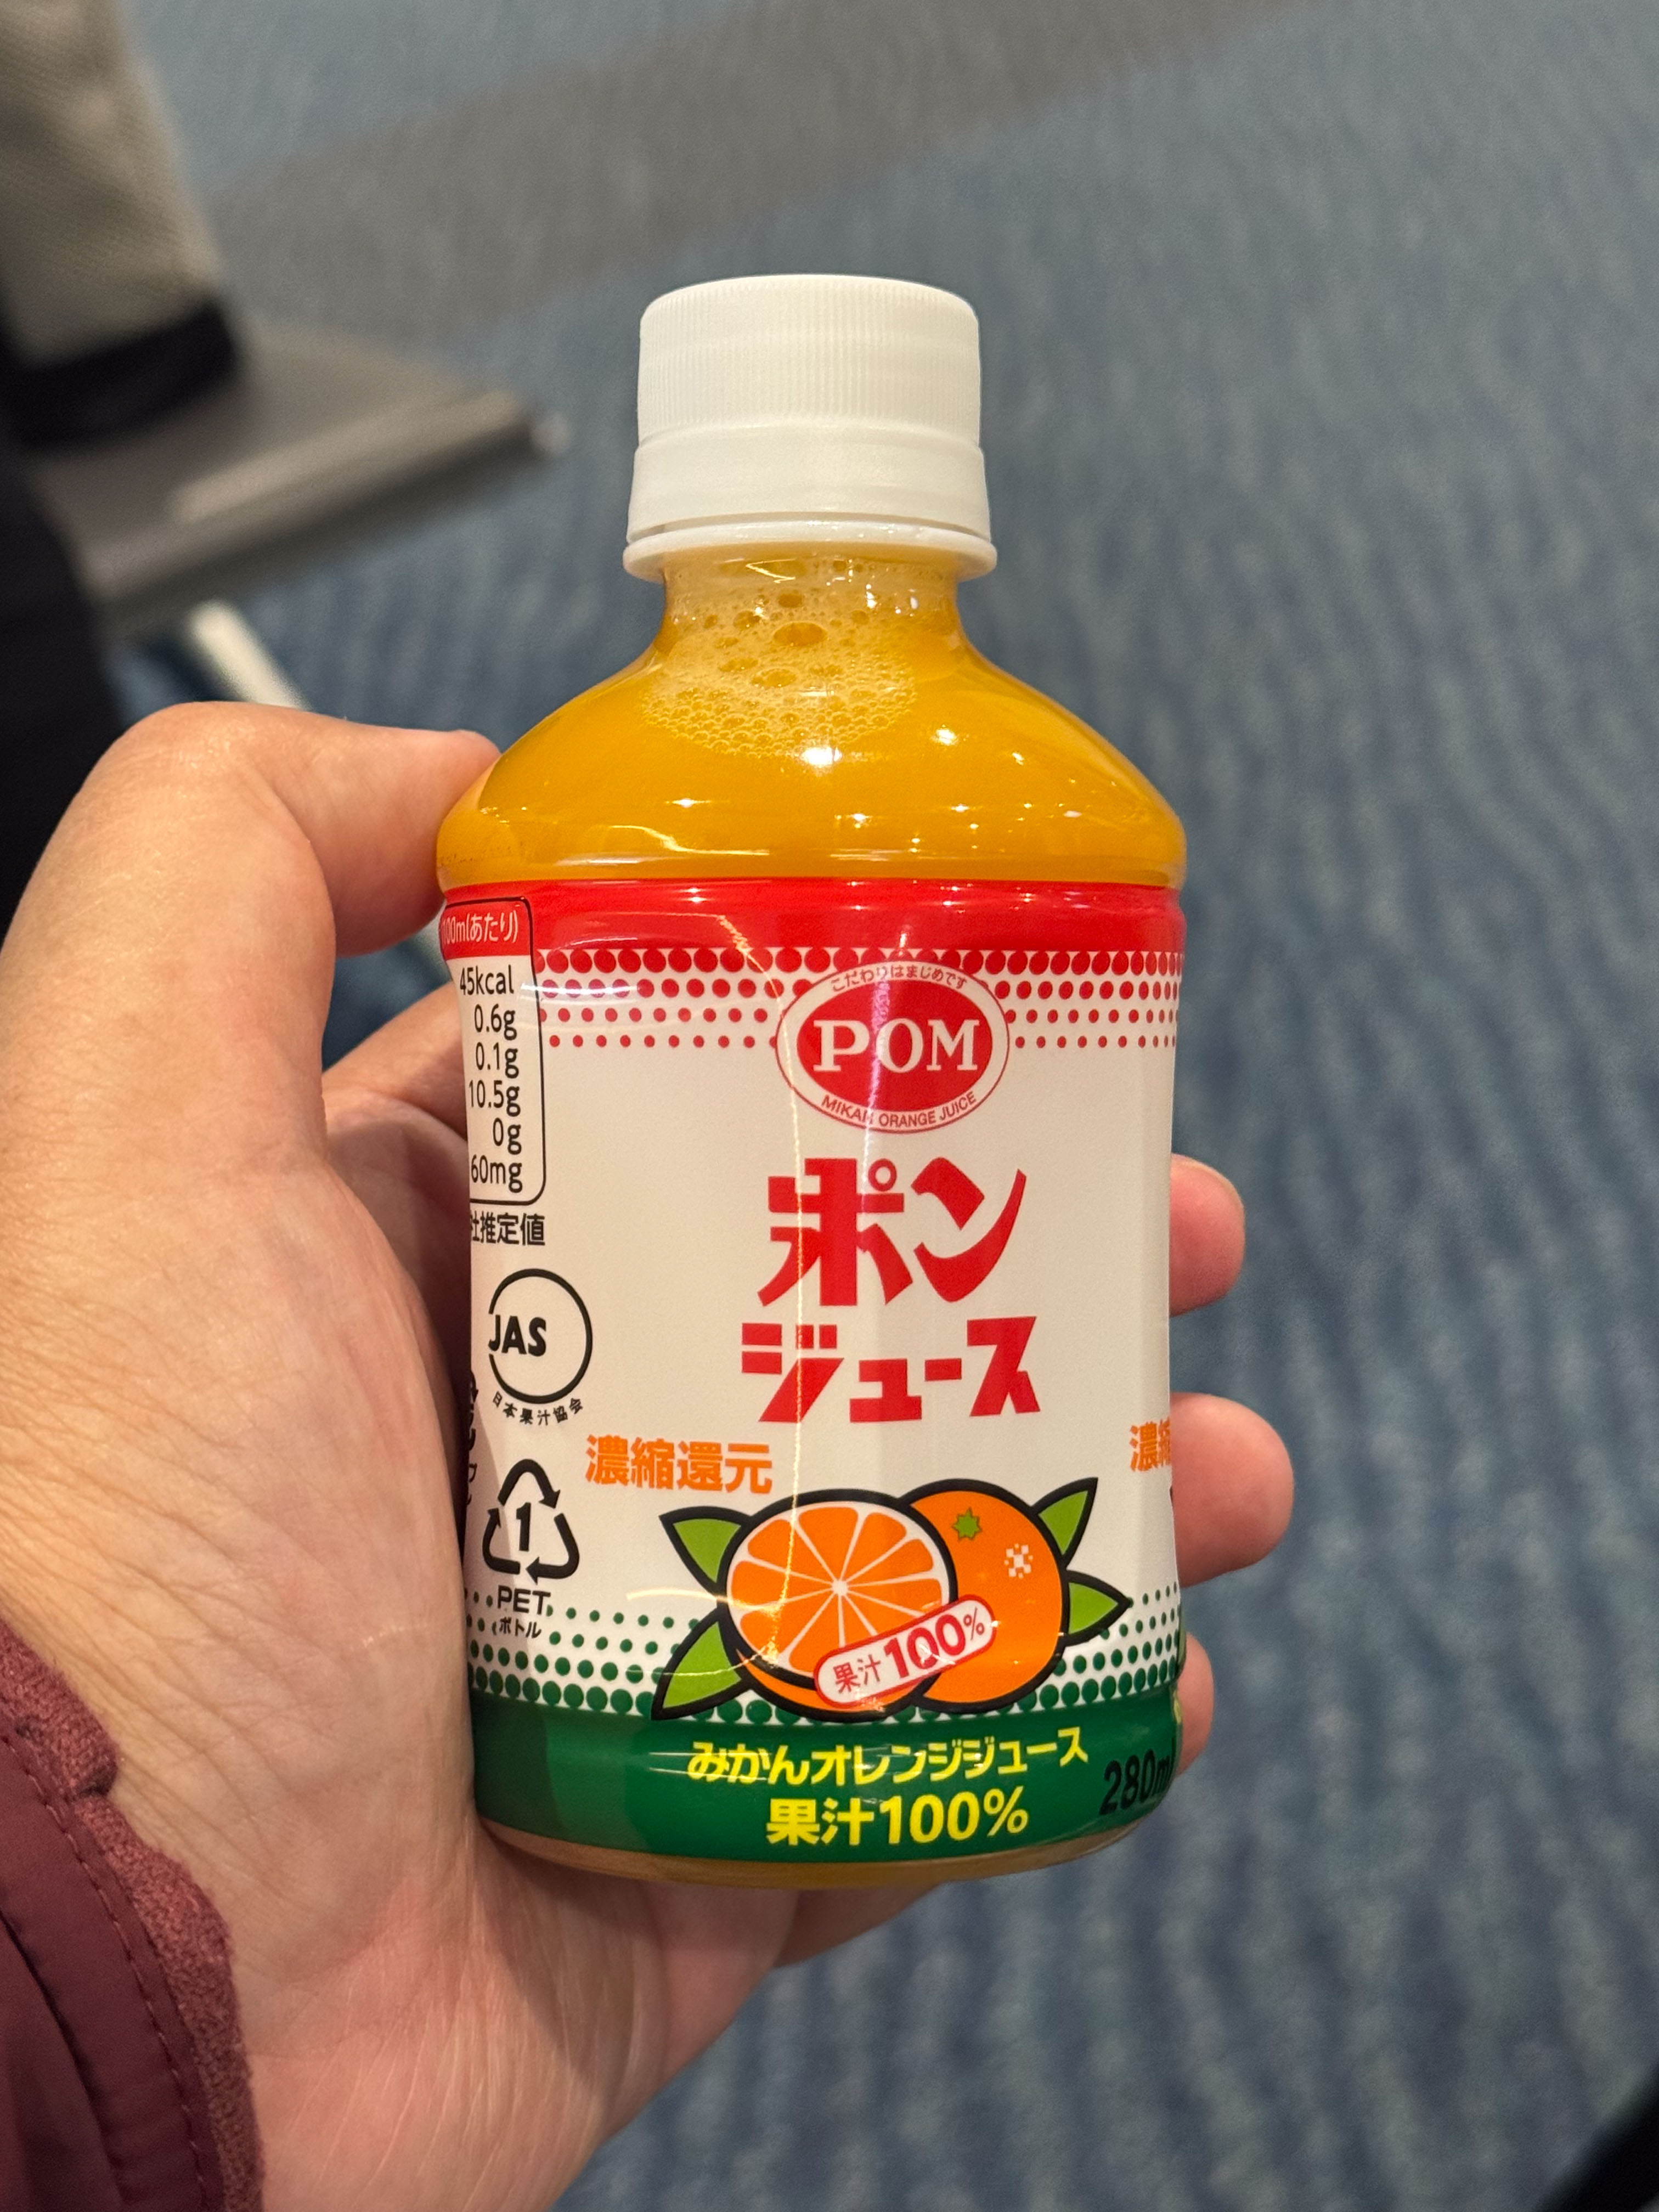 100ml(あたり)
45kcal
0.6g
0.1g
10.5g
0g
60mg
推定値
JAS
日本果汁協会
1
PET
ボトル
こだわりはまじめです
POM
MIKAN ORANGE JUICE
ポン
ジュース
濃縮還元
濃縮
果汁100%
みかんオレンジジュース
果汁100%
280ml